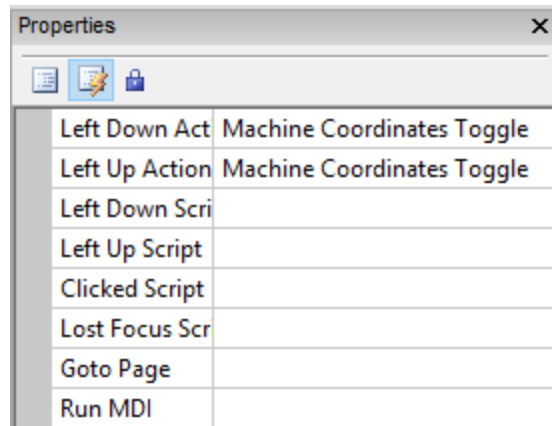 Properties
Left Down Act Machine Coordinates Toggle
Left Up Action Machine Coordinates Toggle
Left Down Scri
Left Up Script
Clicked Script
Lost Focus Scr
Goto Page
Run MDI